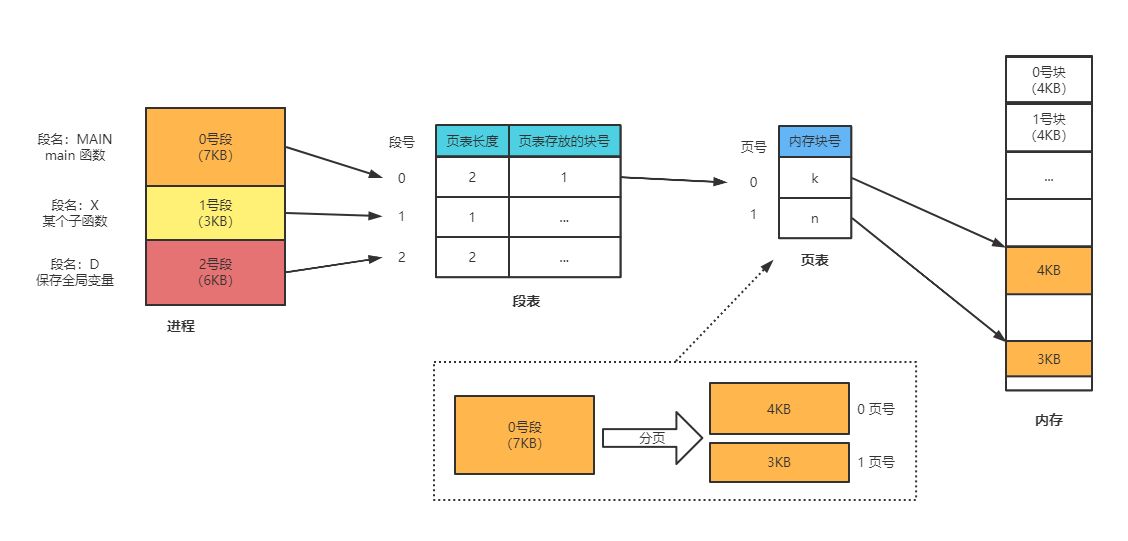 段名：MAIN
main 函数
段名：X
某个子函数
段名：D
保存全局变量
0号段
（7KB）
1号段
（3KB）
2号段
（6KB）
进程
段号
0
1
2
页表长度 页表存放的块号
2 1
1 ...
2 ...
段表
页号
0
1
内存块号
k
n
页表
0号块
（4KB）
1号块
（4KB）
...
4KB
3KB
内存
0号段
（7KB）
分页
4KB
0 页号
3KB
1 页号